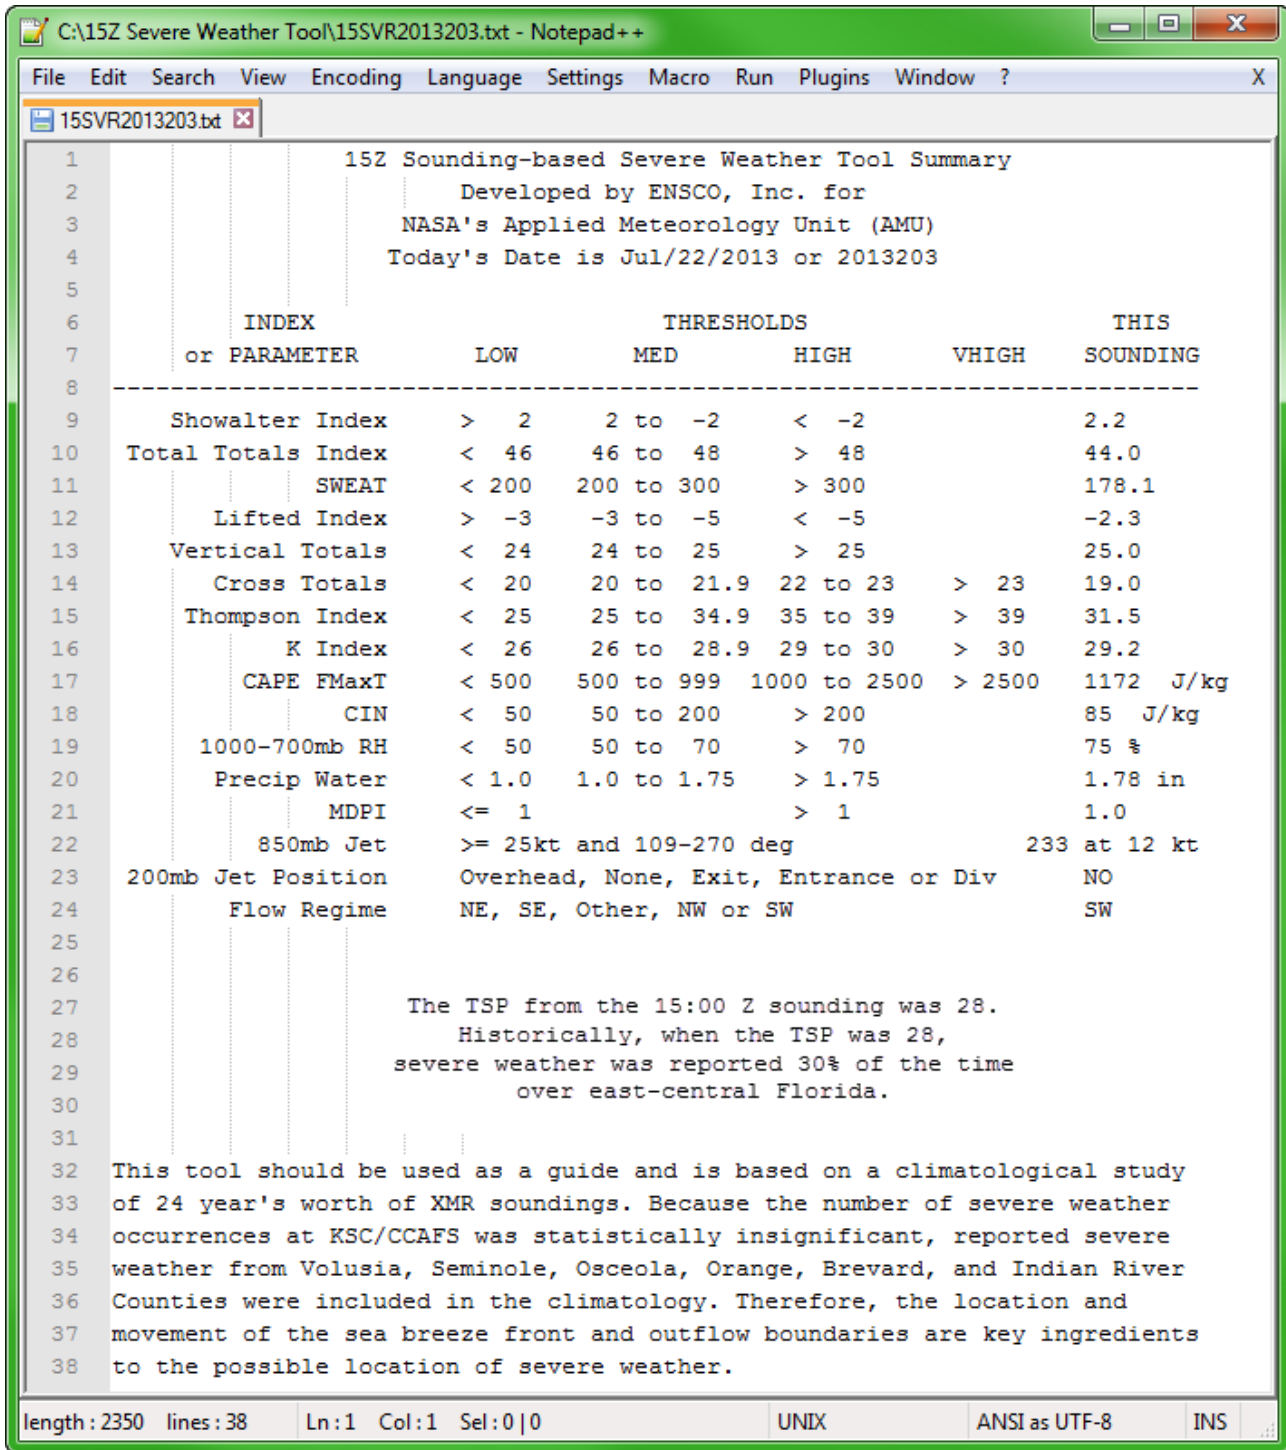 C:\15Z Severe Weather Tool\15SVR2013203.txt - Notepad++
File Edit Search View Encoding Language Settings Macro Run Plugins Window ? X
15SVR2013203.txt
1 15Z Sounding-based Severe Weather Tool Summary
2 Developed by ENSCO, Inc. for
3 NASA's Applied Meteorology Unit (AMU)
4 Today's Date is Jul/22/2013 or 2013203
5
6 INDEX THRESHOLDS THIS
7 or PARAMETER LOW MED HIGH VHIGH SOUNDING
8 ---------------------------------------------------------------------------
9 Showalter Index > 2 2 to -2 < -2 2.2
10 Total Totals Index < 46 46 to 48 > 48 44.0
11 SWEAT < 200 200 to 300 > 300 178.1
12 Lifted Index > -3 -3 to -5 < -5 -2.3
13 Vertical Totals < 24 24 to 25 > 25 25.0
14 Cross Totals < 20 20 to 21.9 22 to 23 > 23 19.0
15 Thompson Index < 25 25 to 34.9 35 to 39 > 39 31.5
16 K Index < 26 26 to 28.9 29 to 30 > 30 29.2
17 CAPE FMaxT < 500 500 to 999 1000 to 2500 > 2500 1172 J/kg
18 CIN < 50 50 to 200 > 200 85 J/kg
19 1000-700mb RH < 50 50 to 70 > 70 75 %
20 Precip Water < 1.0 1.0 to 1.75 > 1.75 1.78 in
21 MDPI <= 1 > 1 1.0
22 850mb Jet >= 25kt and 109-270 deg 233 at 12 kt
23 200mb Jet Position Overhead, None, Exit, Entrance or Div NO
24 Flow Regime NE, SE, Other, NW or SW SW
25
26
27 The TSP from the 15:00 Z sounding was 28.
28 Historically, when the TSP was 28,
29 severe weather was reported 30% of the time
30 over east-central Florida.
31
32 This tool should be used as a guide and is based on a climatological study
33 of 24 year's worth of XMR soundings. Because the number of severe weather
34 occurrences at KSC/CCAFS was statistically insignificant, reported severe
35 weather from Volusia, Seminole, Osceola, Orange, Brevard, and Indian River
36 Counties were included in the climatology. Therefore, the location and
37 movement of the sea breeze front and outflow boundaries are key ingredients
38 to the possible location of severe weather.
length : 2350 lines : 38 Ln : 1 Col : 1 Sel : 0 | 0 UNIX ANSI as UTF-8 INS